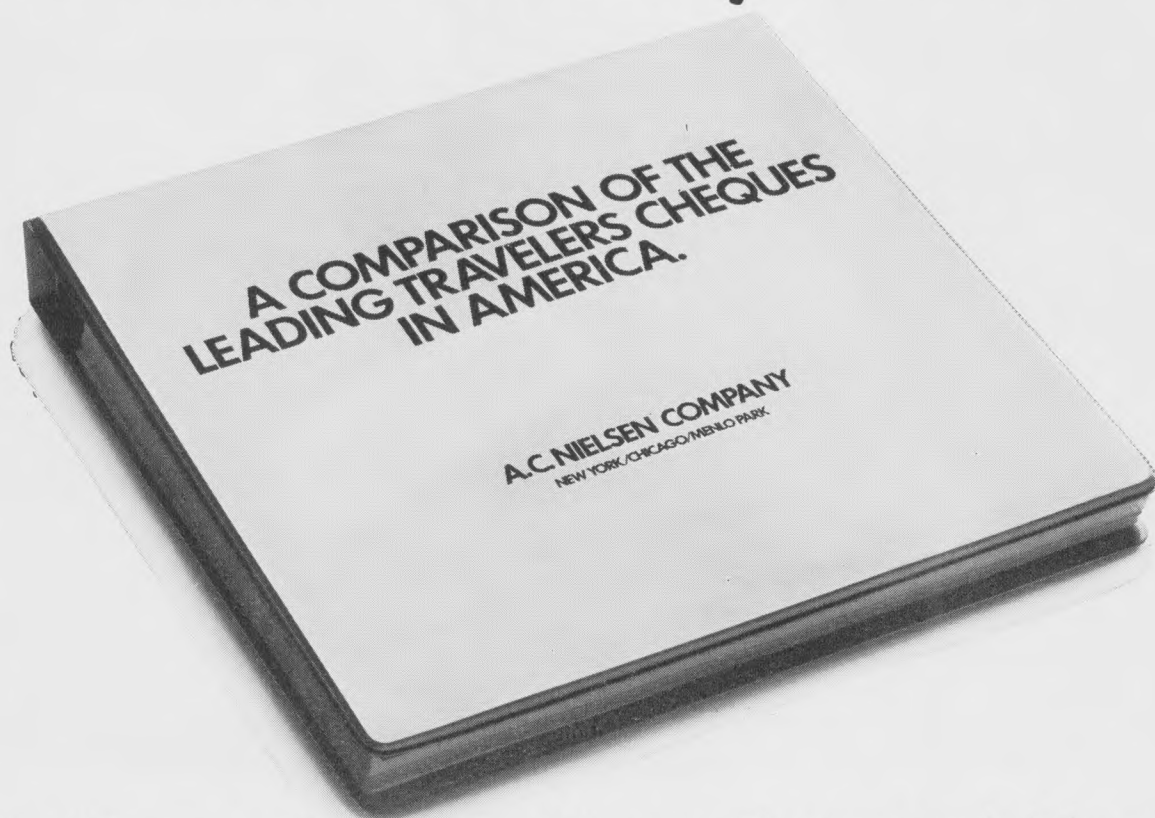 A COMPARISON OF THE
LEADING TRAVELERS CHEQUES
IN AMERICA.
A.C. NIELSEN COMPANY
NEW YORK/CHICAGO/MENLO PARK